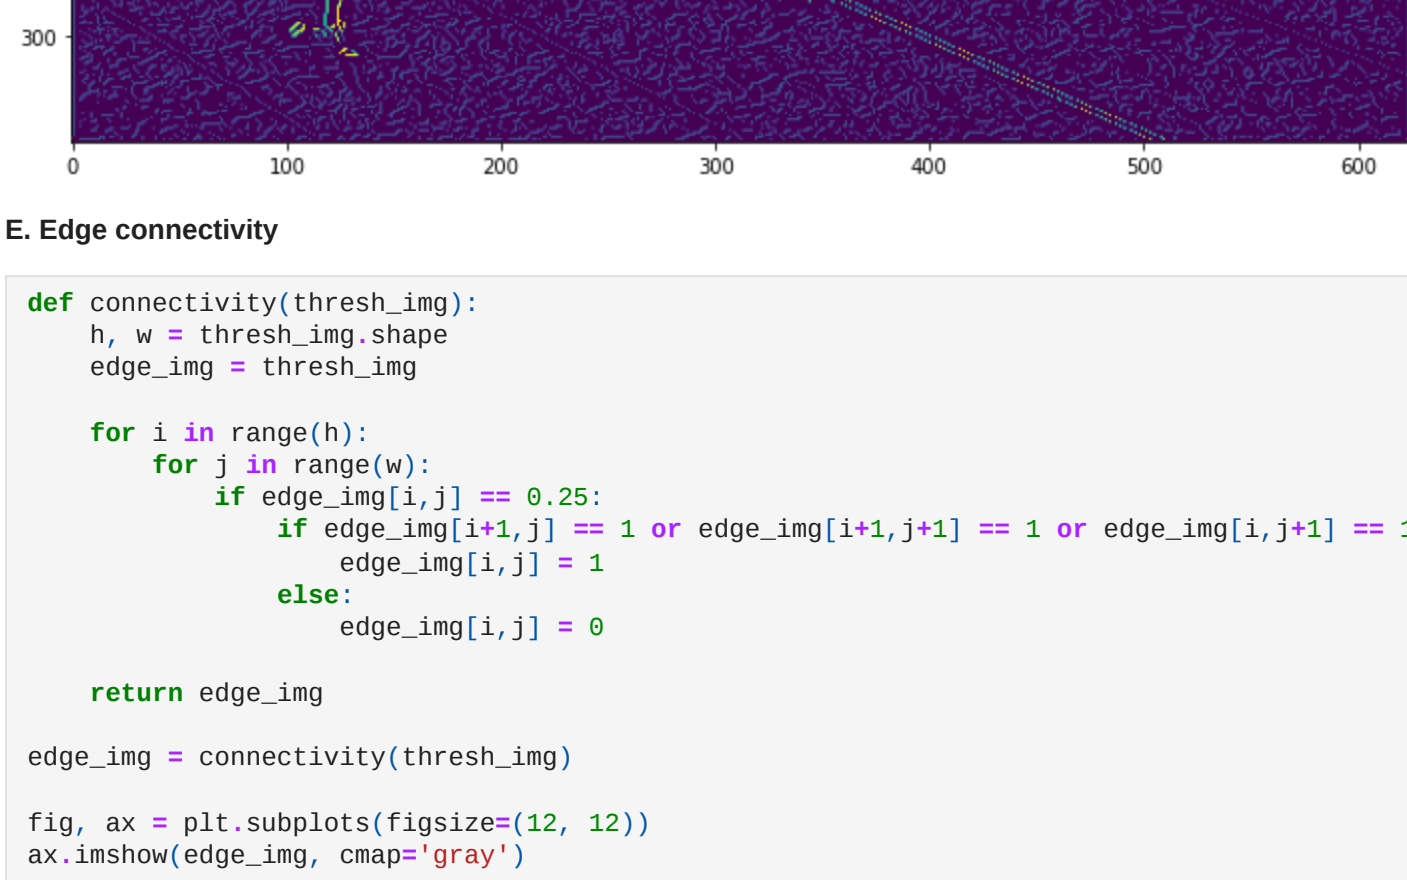 300
0 100 200 300 400 500 600
E. Edge connectivity
def connectivity(thresh_img):
    h, w = thresh_img.shape
    edge_img = thresh_img
    for i in range(h):
        for j in range(w):
            if edge_img[i,j] == 0.25:
                if edge_img[i+1,j] == 1 or edge_img[i+1,j+1] == 1 or edge_img[i,j+1] == 1
                    edge_img[i,j] = 1
                else:
                    edge_img[i,j] = 0
    return edge_img
edge_img = connectivity(thresh_img)
fig, ax = plt.subplots(figsize=(12, 12))
ax.imshow(edge_img, cmap='gray')